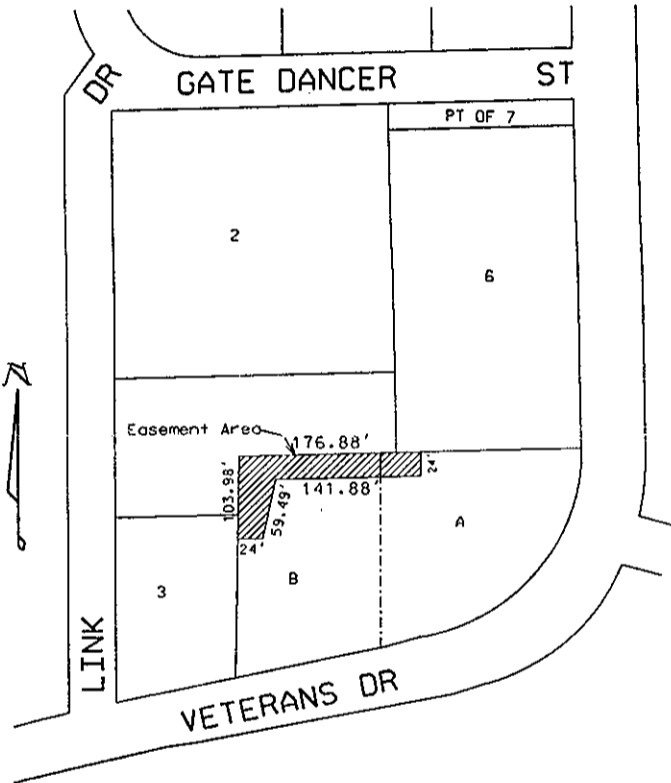 DR
GATE DANCER ST
PT OF 7
2
6
N
Easement Area
176.88'
24'
103.98'
141.88'
59.49'
24'
A
B
3
LINK
VETERANS DR